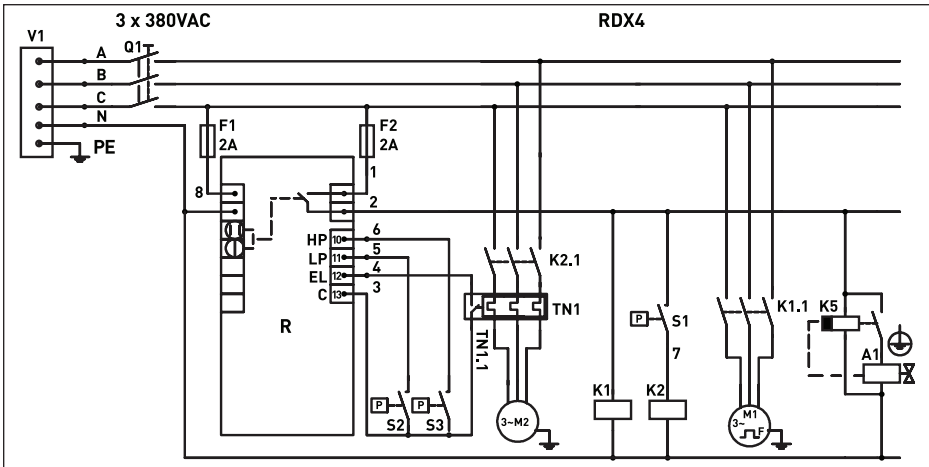 3 x 380VAC
RDX4
V1
Q1
A
B
C
N
PE
F1
2A
F2
2A
1
8
2
HP 10 6
LP 11 5
EL 12 4
C 13 3
R
K2.1
TN1
TN1.1
S1
7
K1.1
K5
A1
K1
K2
P
P
P
S2
S3
3~M2
M1
3~
F